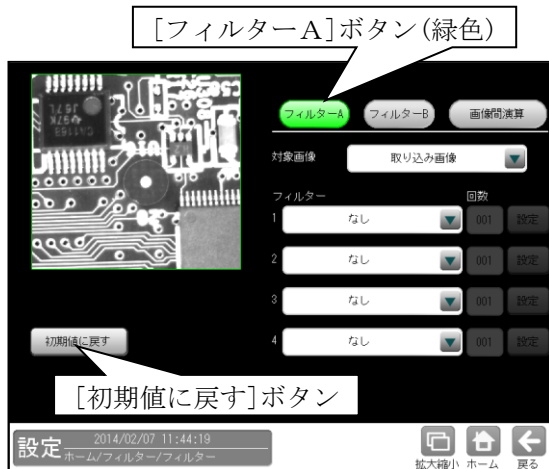 [フィルターA]ボタン(緑色)
フィルターA
フィルターB
画像間演算
対象画像
取り込み画像
フィルター
回数
1
なし
001
設定
2
なし
001
設定
3
なし
001
設定
4
なし
001
設定
初期値に戻す
[初期値に戻す]ボタン
設定
2014/02/07 11:44:19
ホーム/フィルター/フィルター
拡大縮小
ホーム
戻る